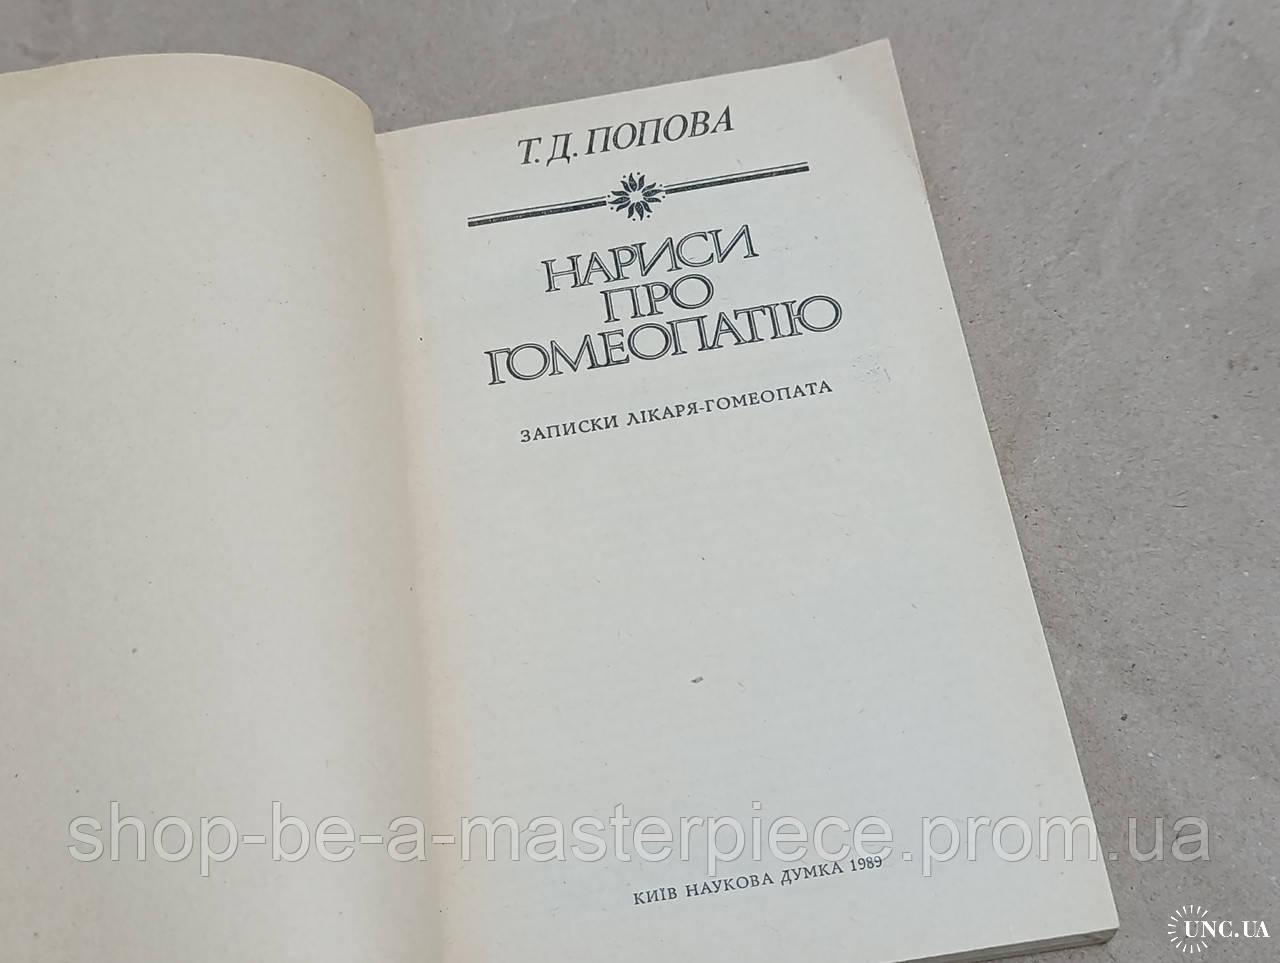 Т. Д. ПОПОВА
НАРИСИ
ПРО
ГОМЕОПАТІЮ
ЗАПИСКИ ЛІКАРЯ-ГОМЕОПАТА
shop-be-a-masterpiece.prom.ua
КИЇВ НАУКОВА ДУМКА 1989
UNC.UA